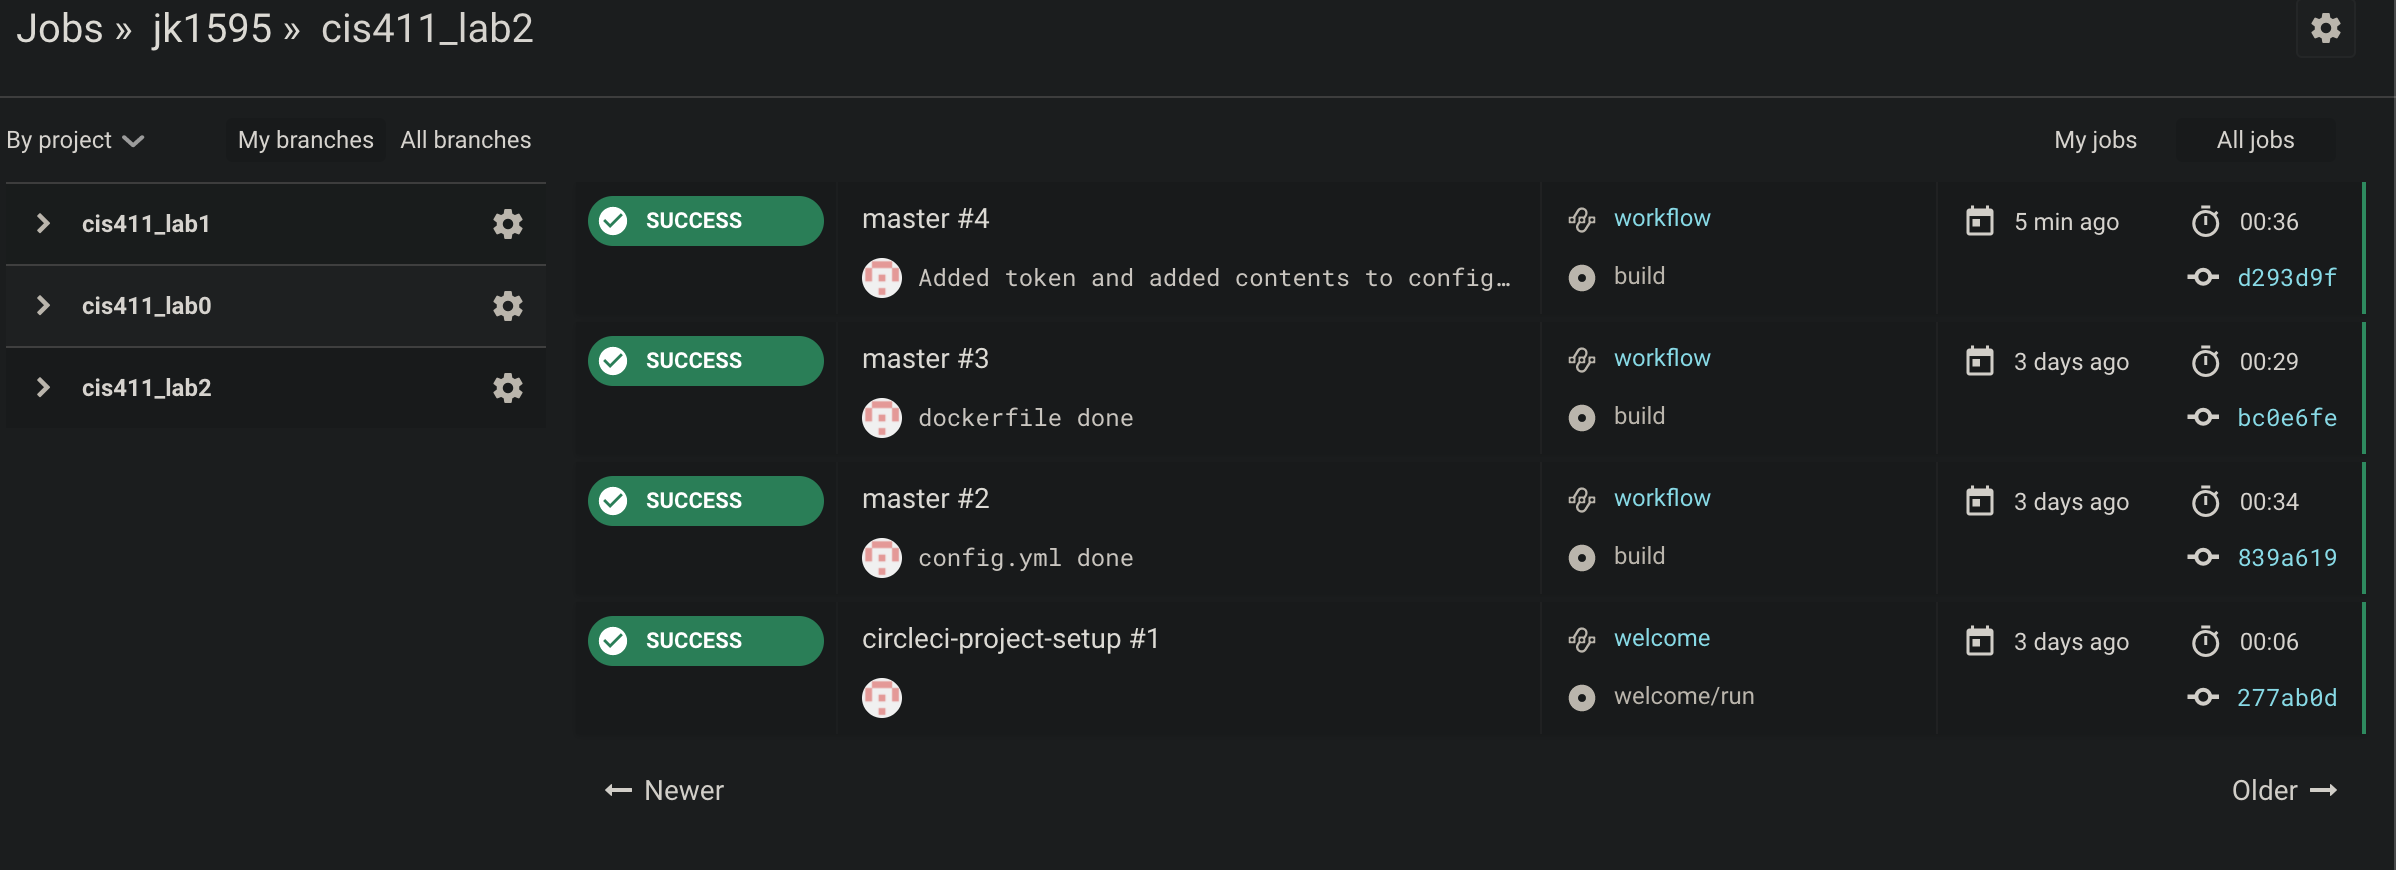 Jobs » jk1595 » cis411_lab2
By project My branches All branches My jobs All jobs
cis411_lab1
cis411_lab0
cis411_lab2
SUCCESS master #4 workflow 5 min ago 00:36
Added token and added contents to config… build d293d9f
SUCCESS master #3 workflow 3 days ago 00:29
dockerfile done build bc0e6fe
SUCCESS master #2 workflow 3 days ago 00:34
config.yml done build 839a619
SUCCESS circleci-project-setup #1 welcome 3 days ago 00:06
welcome/run 277ab0d
← Newer Older →